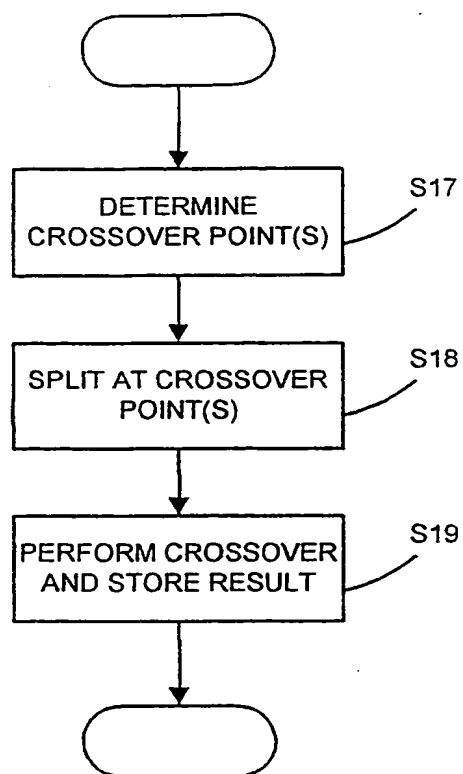 DETERMINE
CROSSOVER POINT(S)
S17
SPLIT AT CROSSOVER
POINT(S)
S18
PERFORM CROSSOVER
AND STORE RESULT
S19